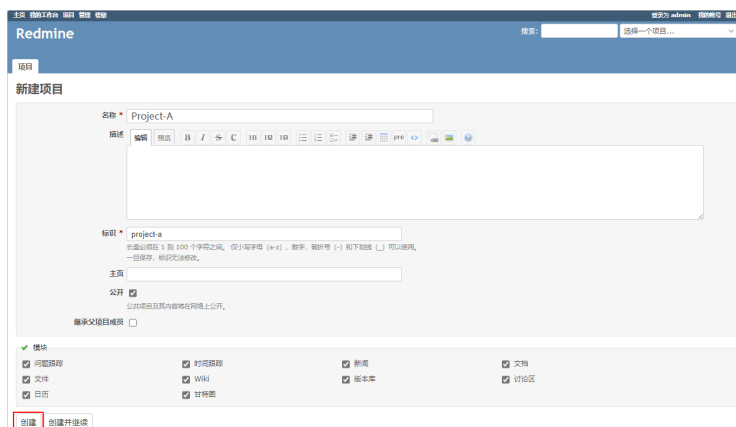 主页 我的工作台 项目 管理 帮助 登录为 admin 我的帐号 退出
Redmine 搜索: 选择一个项目...
项目
新建项目
名称 * Project-A
描述 编辑 预览 B I S C H1 H2 H3 pre <>
标识 * project-a
长度必须在 1 到 100 个字符之间。 仅小写字母（a-z）、数字、破折号（-）和下划线（_）可以使用。
一旦保存，标识无法修改。
主页
公开
公共项目及其内容将在网络上公开。
继承父项目成员
模块
问题跟踪 时间跟踪 新闻 文档
文件 Wiki 版本库 讨论区
日历 甘特图
创建 创建并继续